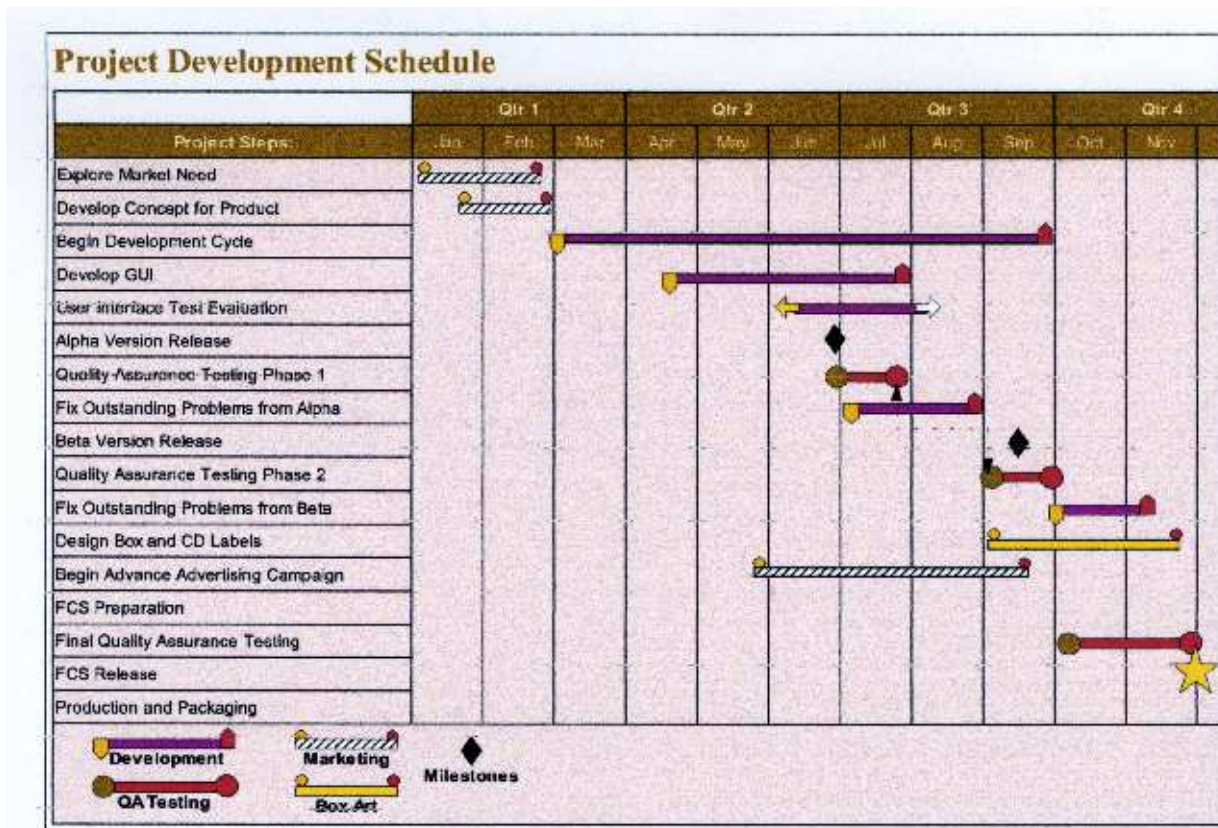 Project Development Schedule
Qtr 1 Qtr 2 Qtr 3 Qtr 4
Project Steps: Jan Feb Mar Apr May Jun Jul Aug Sep Oct Nov
Explore Market Need
Develop Concept for Product
Begin Development Cycle
Develop GUI
User Interface Test Evaluation
Alpha Version Release
Quality Assurance Testing Phase 1
Fix Outstanding Problems from Alpha
Beta Version Release
Quality Assurance Testing Phase 2
Fix Outstanding Problems from Beta
Design Box and CD Labels
Begin Advance Advertising Campaign
FCS Preparation
Final Quality Assurance Testing
FCS Release
Production and Packaging
Development Marketing Milestones
QA Testing Box Art